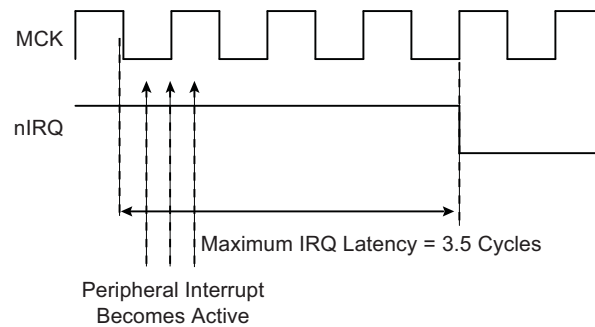 MCK
nIRQ
Maximum IRQ Latency = 3.5 Cycles
Peripheral Interrupt
Becomes Active